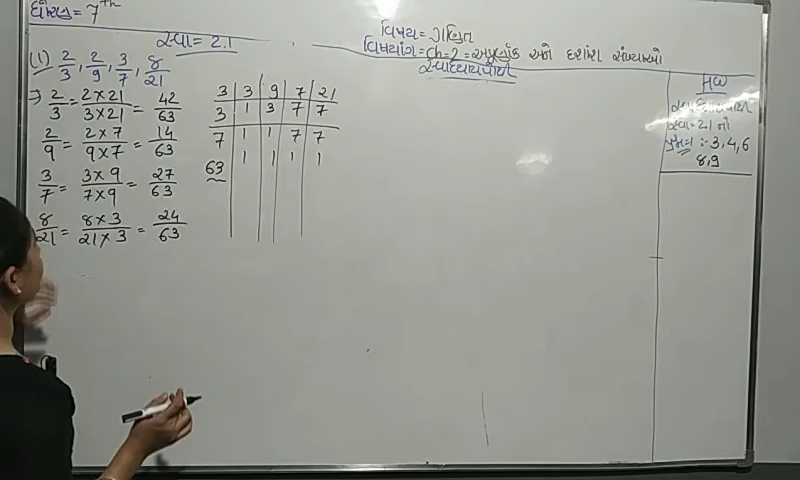 ધોરણ = 7th
વિષય = ગણિત
વિષયાંગ = Ch-2 = અપૂર્ણાંક અને દશાંશ સંખ્યાઓ
સ્વાધ્યાયપોથી
સ્વા = 2.1
(1) 2/3, 2/9, 3/7, 8/21
→ 2/3 = 2×21/3×21 = 42/63
2/9 = 2×7/9×7 = 14/63
3/7 = 3×9/7×9 = 27/63
8/21 = 8×3/21×3 = 24/63
3 | 3 | 9 | 7 | 21
3 | 1 | 3 | 7 | 7
7 | 1 | 1 | 7 | 7
1 | 1 | 1 | 1
63
HW
સ્વા = 2.1 ની
:- 3, 4, 6
8, 9